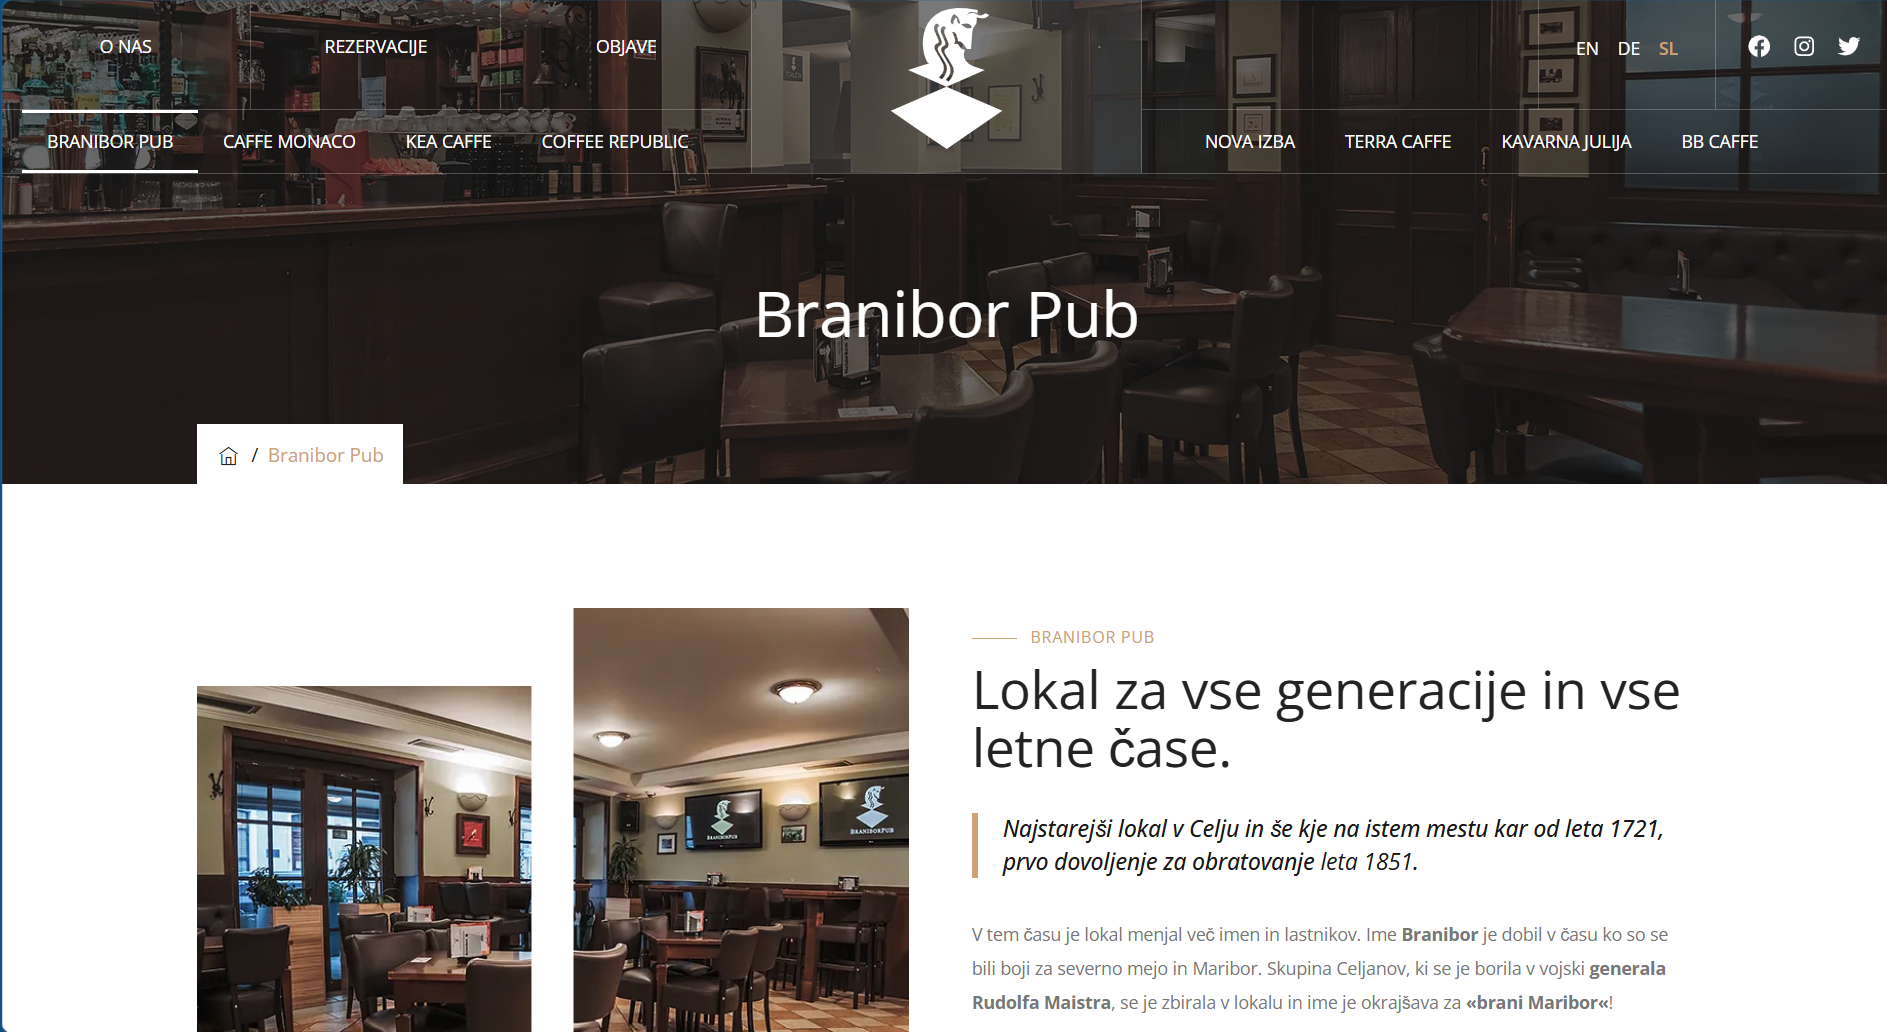 O NAS
REZERVACIJE
OBJAVE
EN DE SL
BRANIBOR PUB
CAFFE MONACO
KEA CAFFE
COFFEE REPUBLIC
NOVA IZBA
TERRA CAFFE
KAVARNA JULIJA
BB CAFFE
Branibor Pub
/ Branibor Pub
BRANIBOR PUB
Lokal za vse generacije in vse
letne čase.
Najstarejši lokal v Celju in še kje na istem mestu kar od leta 1721,
prvo dovoljenje za obratovanje leta 1851.
V tem času je lokal menjal več imen in lastnikov. Ime Branibor je dobil v času ko so se
bili boji za severno mejo in Maribor. Skupina Celjanov, ki se je borila v vojski generala
Rudolfa Maistra, se je zbirala v lokalu in ime je okrajšava za «brani Maribor«!
BRANIBORPUB
BRANIBORPUB